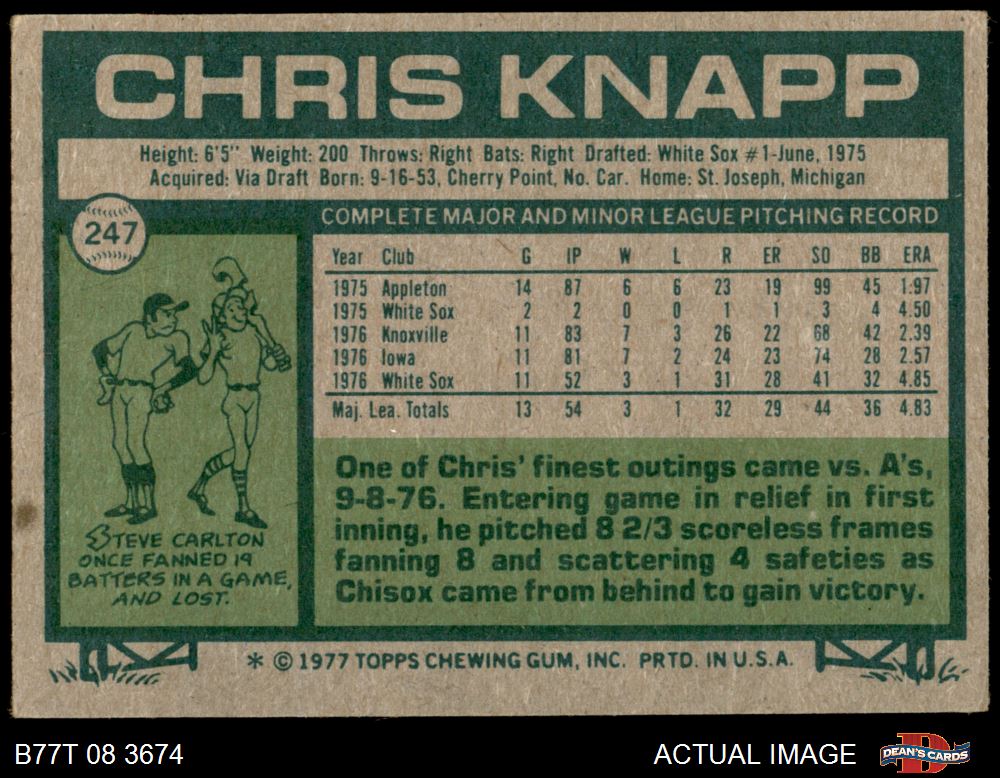 CHRIS KNAPP
Height: 6'5" Weight: 200 Throws: Right Bats: Right Drafted: White Sox #1-June, 1975
Acquired: Via Draft Born: 9-16-53, Cherry Point, No. Car. Home: St. Joseph, Michigan
247
COMPLETE MAJOR AND MINOR LEAGUE PITCHING RECORD
Year Club G IP W L R ER SO BB ERA
1975 Appleton 14 87 6 6 23 19 99 45 1.97
1975 White Sox 2 2 0 0 1 1 3 4 4.50
1976 Knoxville 11 83 7 3 26 22 68 42 2.39
1976 Iowa 11 81 7 2 24 23 74 28 2.57
1976 White Sox 11 52 3 1 31 28 41 32 4.85
Maj. Lea. Totals 13 54 3 1 32 29 44 36 4.83
STEVE CARLTON
ONCE FANNED 19
BATTERS IN A GAME,
AND LOST.
One of Chris' finest outings came vs. A's,
9-8-76. Entering game in relief in first
inning, he pitched 8 2/3 scoreless frames
fanning 8 and scattering 4 safeties as
Chisox came from behind to gain victory.
* © 1977 TOPPS CHEWING GUM, INC. PRTD. IN U.S.A.
B77T 08 3674
ACTUAL IMAGE
DEAN'S CARDS